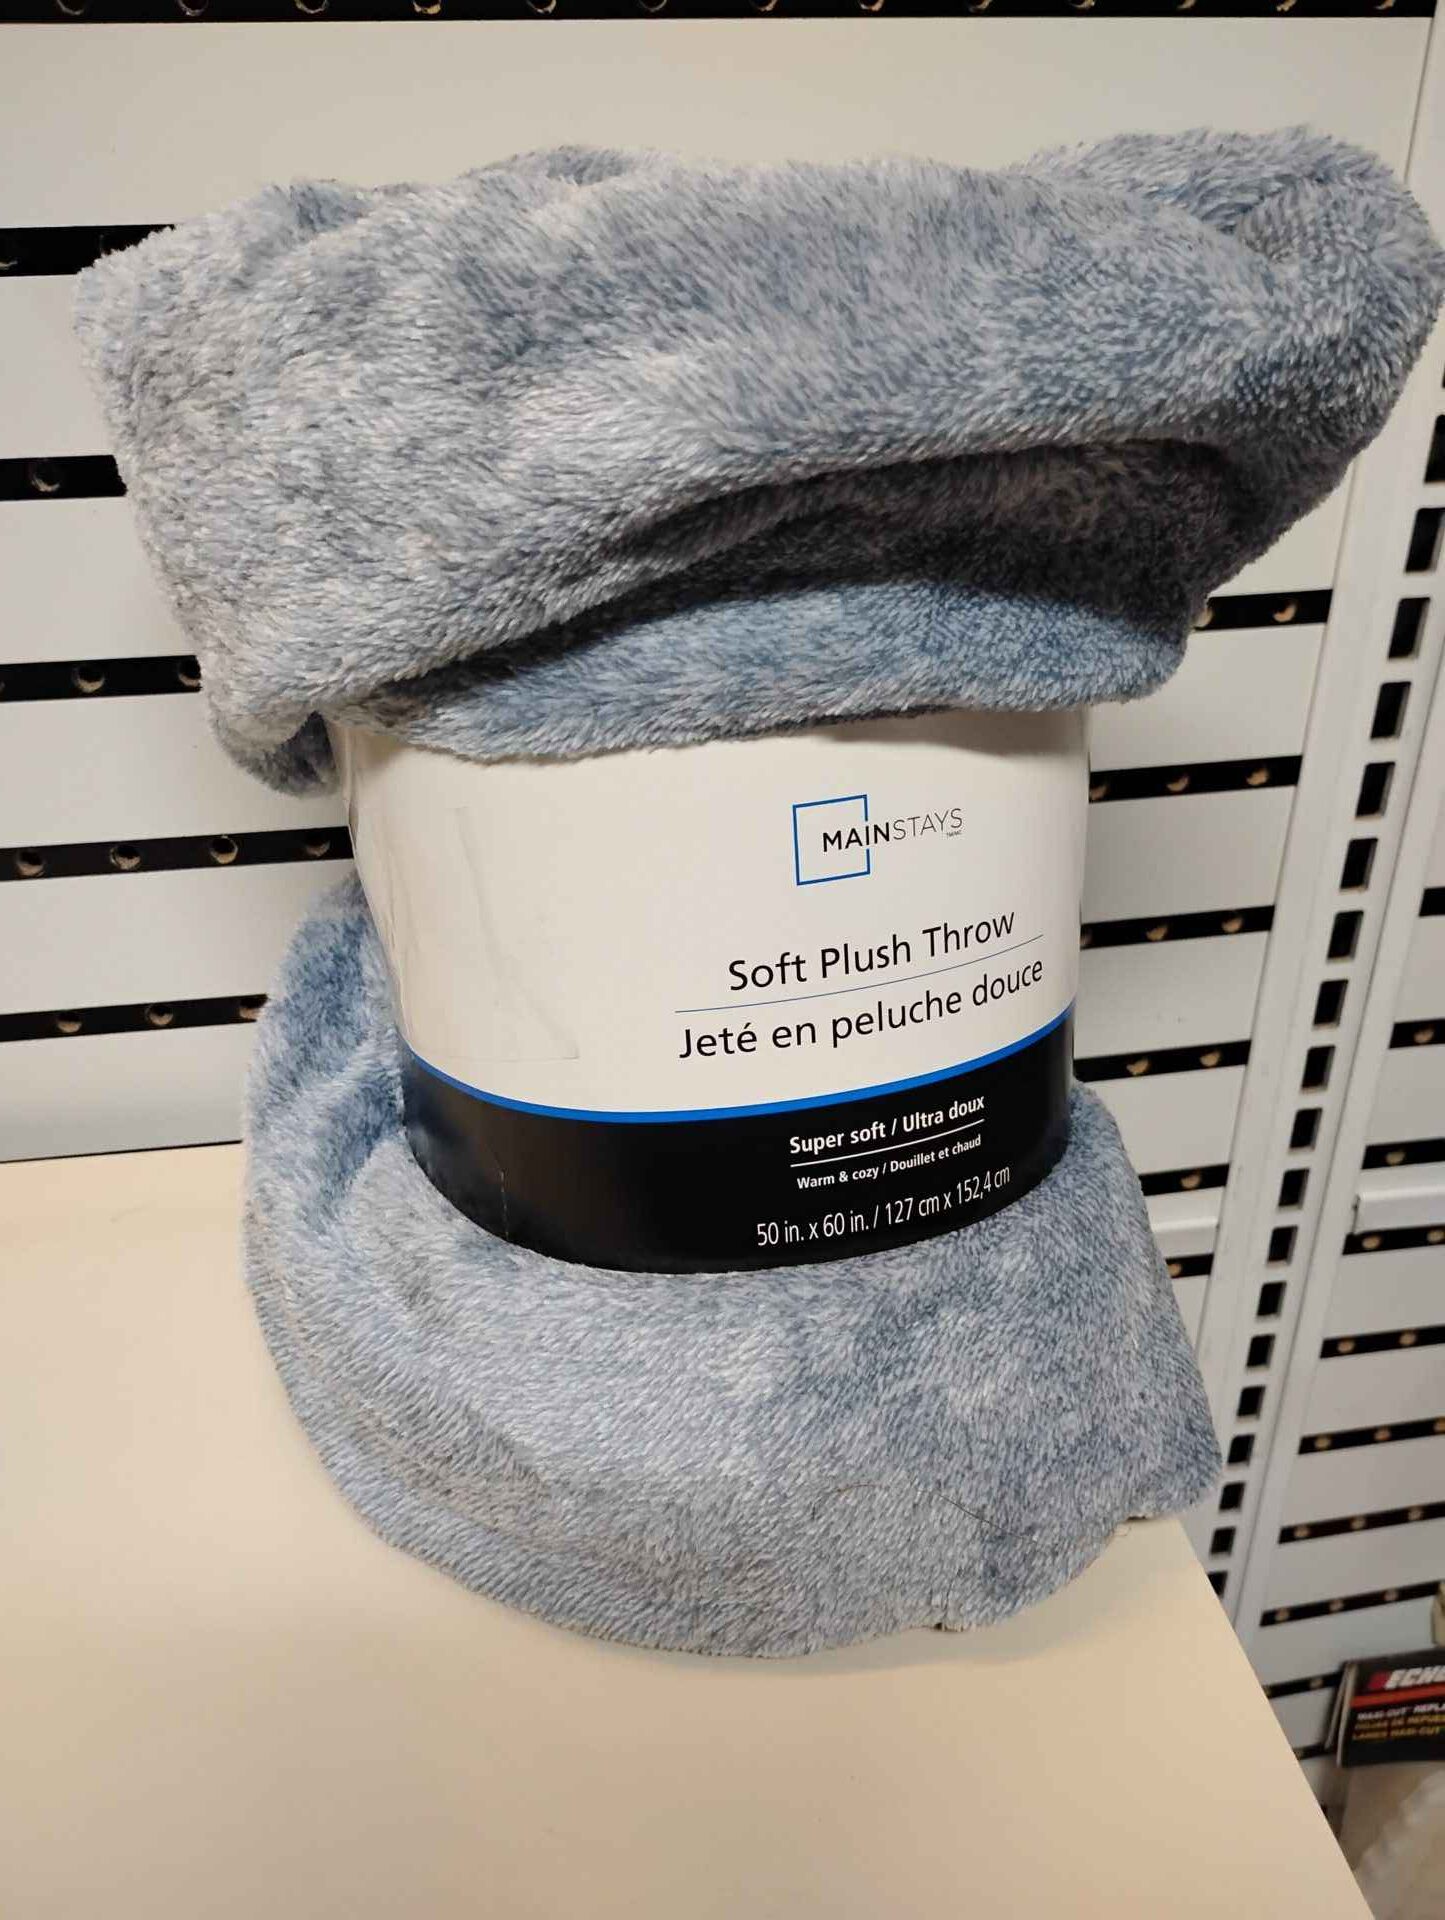 MAINSTAYS
Soft Plush Throw
Jeté en peluche douce
Super soft / Ultra doux
Warm & cozy / Douillet et chaud
50 in. x 60 in. / 127 cm x 152,4 cm